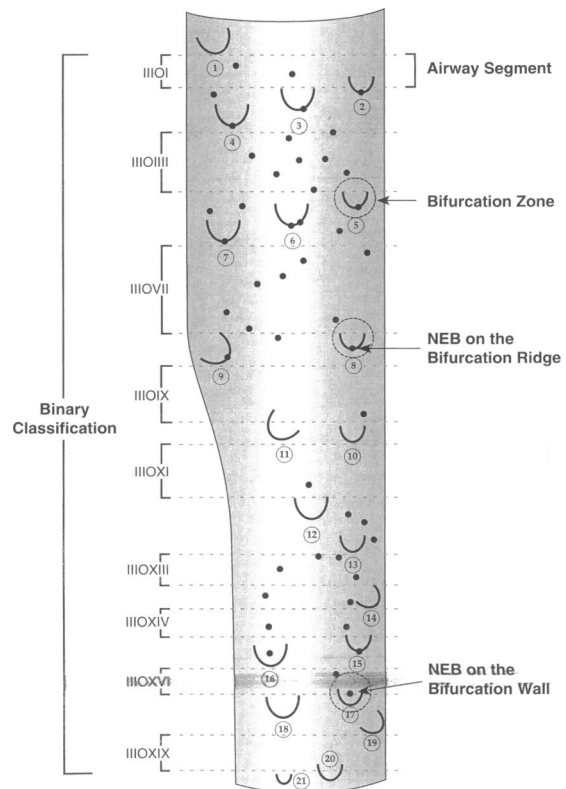 1
IIIOI
Airway Segment
2
3
4
IIIOIIII
Bifurcation Zone
5
6
7
IIIOVII
NEB on the
Bifurcation Ridge
8
9
IIIOIX
Binary
Classification
10
11
IIIOXI
12
13
IIIOXIII
14
IIIOXIV
15
16
NEB on the
Bifurcation Wall
IIIOXVI
17
18
19
IIIOXIX
20
21